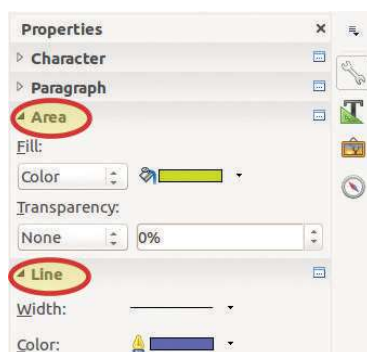 Properties
Character
Paragraph
Area
Fill:
Color
Transparency:
None 0%
Line
Width:
Color: